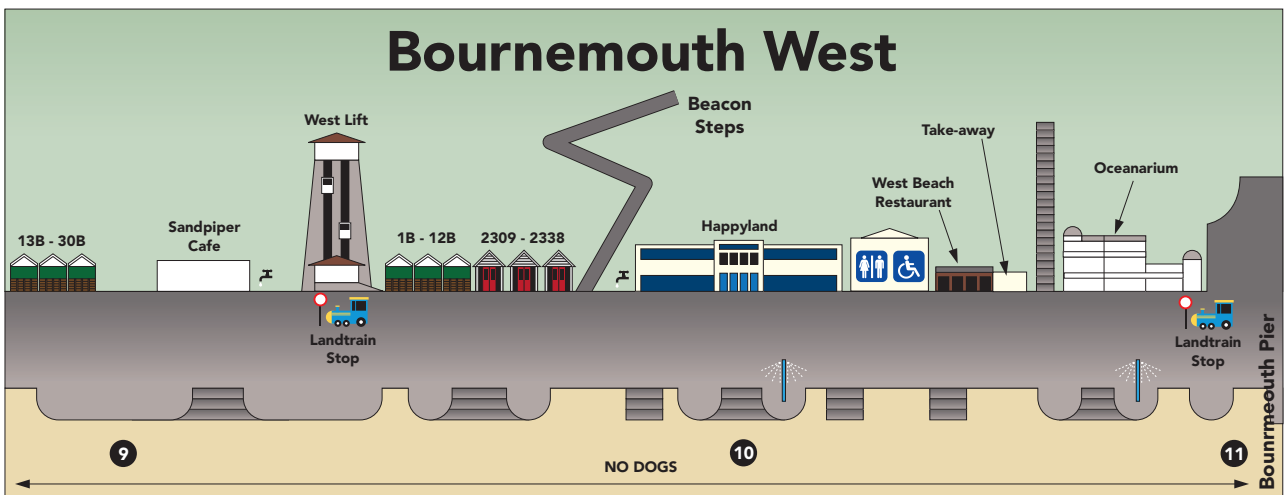 Bournemouth West
Beacon
Steps
West Lift
Take-away
Oceanarium
West Beach
Restaurant
Sandpiper
Cafe
Happyland
13B - 30B
1B - 12B
2309 - 2338
Landtrain
Stop
Landtrain
Stop
Bounrmeouth Pier
9
10
11
NO DOGS